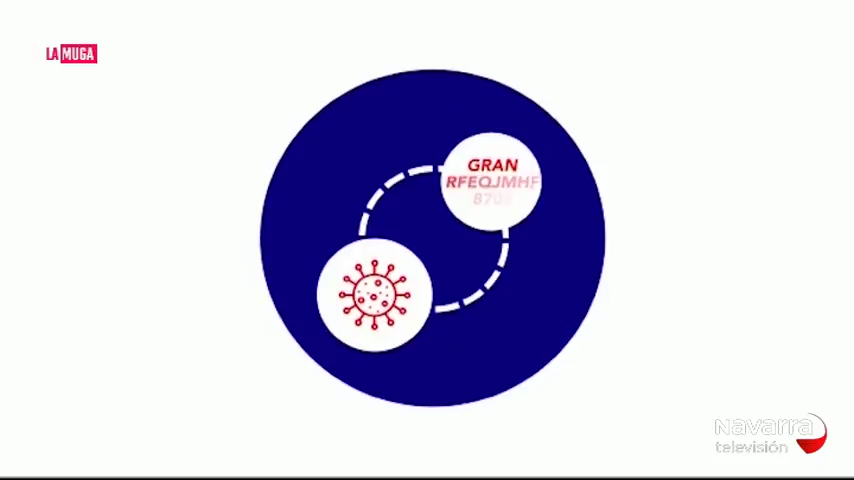 LA MUGA
GRAN
RFEQJMHF
Navarra
televisión